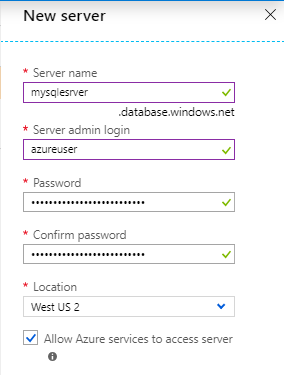 New server
* Server name
mysqlesrver
.database.windows.net
* Server admin login
azureuser
* Password
••••••••••••••••••••••••••
* Confirm password
••••••••••••••••••••••••••
* Location
West US 2
Allow Azure services to access server